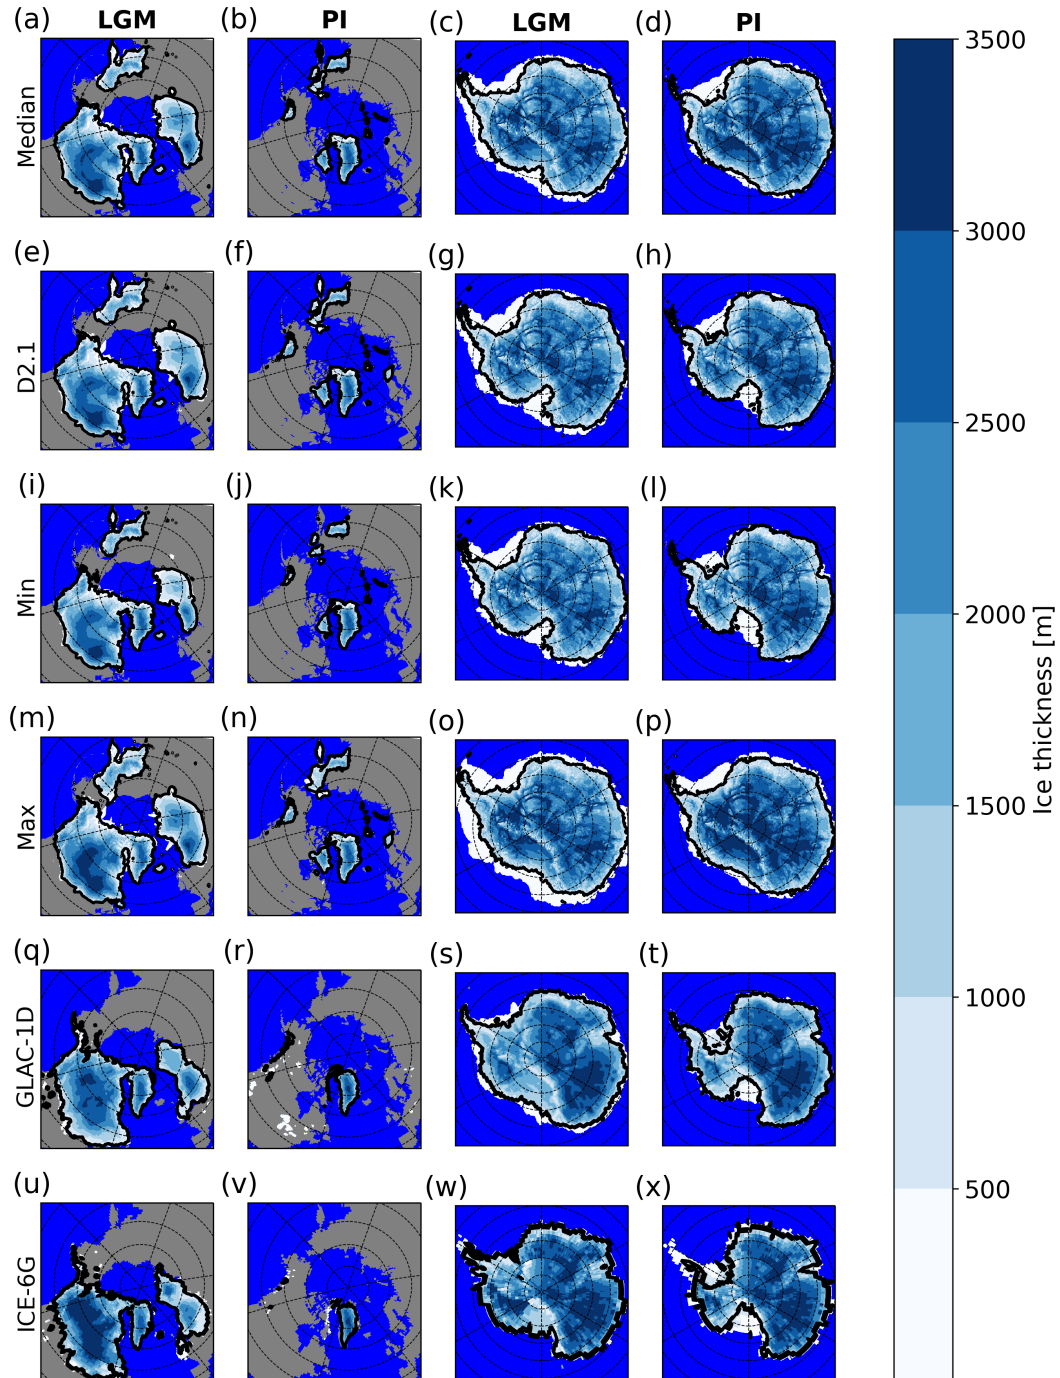 (a) LGM (b) PI (c) LGM (d) PI
Median
(e) (f) (g) (h)
D2.1
(i) (j) (k) (l)
Min
(m) (n) (o) (p)
Max
(q) (r) (s) (t)
GLAC-1D
(u) (v) (w) (x)
ICE-6G
3500
3000
2500
2000
1500
1000
500
Ice thickness [m]